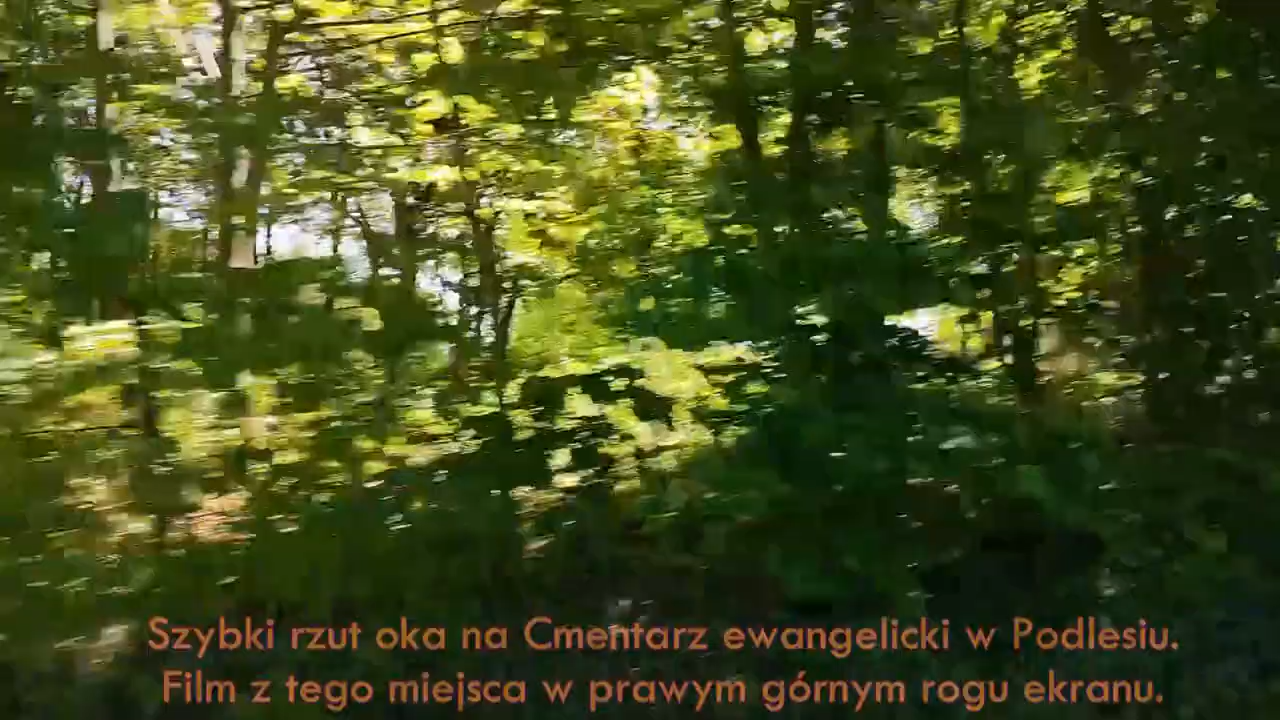 Szybki rzut oka na Cmentarz ewangelicki w Podlesiu.
Film z tego miejsca w prawym górnym rogu ekranu.